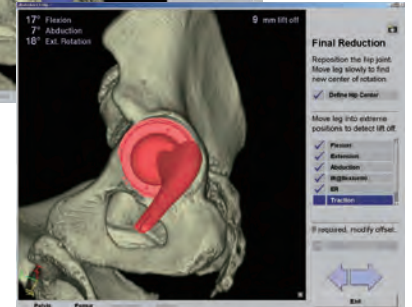 17° Flexion
7° Abduction
18° Ext. Rotation
9 mm lift off
Final Reduction
Reposition the hip joint.
Move leg slowly to find
new center of rotation.
Define Hip Center
Move leg into extreme
positions to detect lift off.
Flexion
Extension
Abduction
ER
Traction
If required, modify offset.
Exit
Pelvis